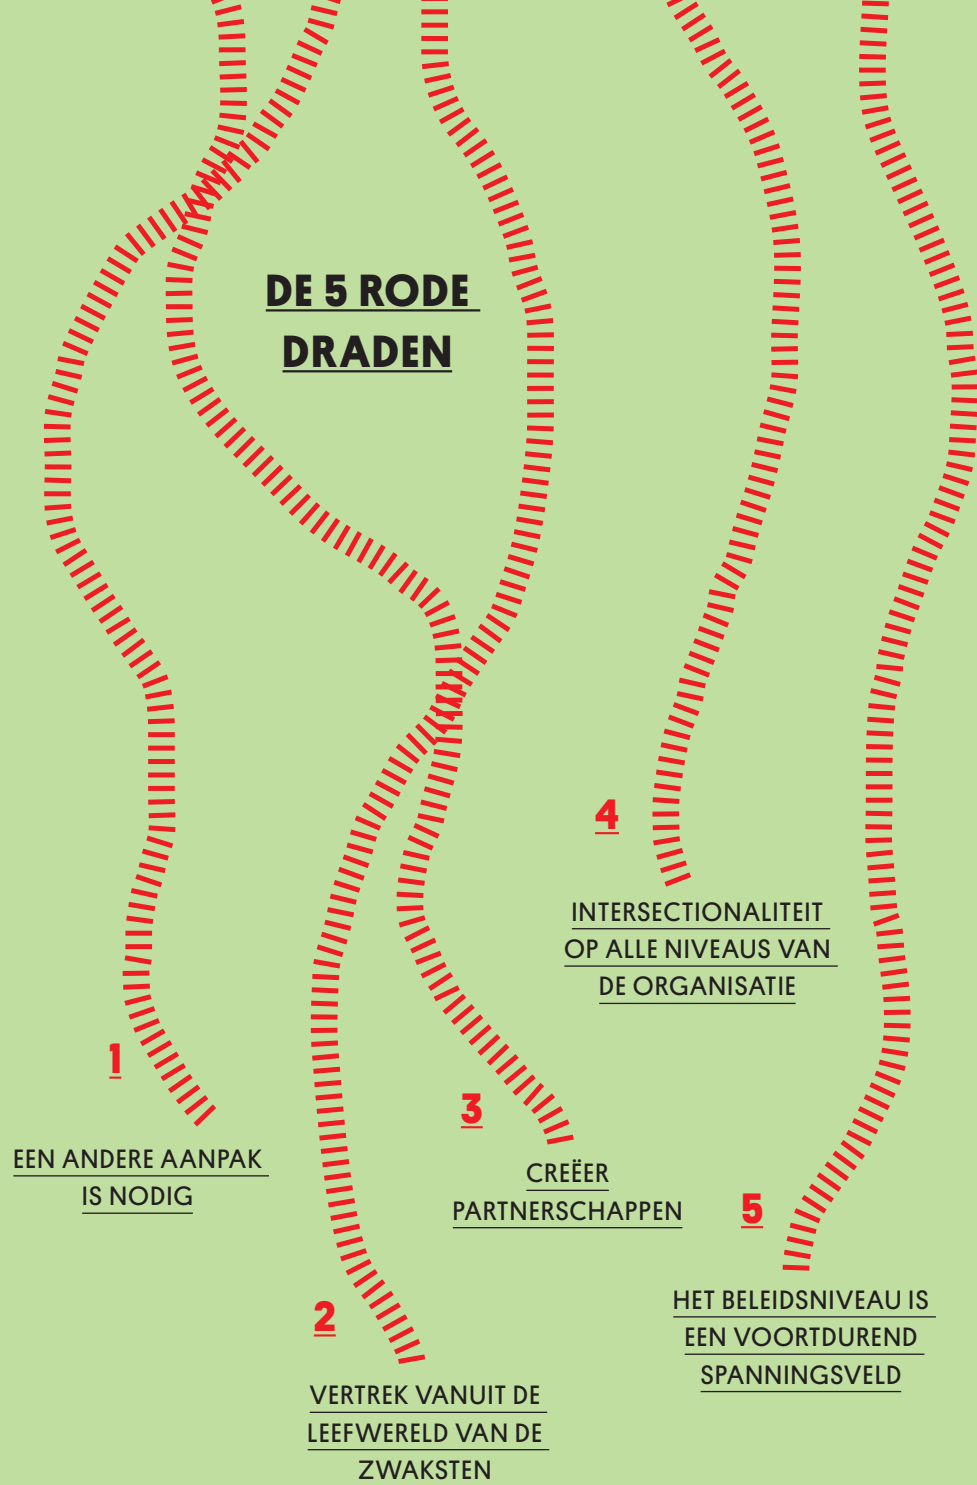 DE 5 RODE
DRADEN
1
EEN ANDERE AANPAK
IS NODIG
2
VERTREK VANUIT DE
LEEFWERELD VAN DE
ZWAKSTEN
3
CREËER
PARTNERSCHAPPEN
4
INTERSECTIONALITEIT
OP ALLE NIVEAUS VAN
DE ORGANISATIE
5
HET BELEIDSNIVEAU IS
EEN VOORTDUREND
SPANNINGSVELD